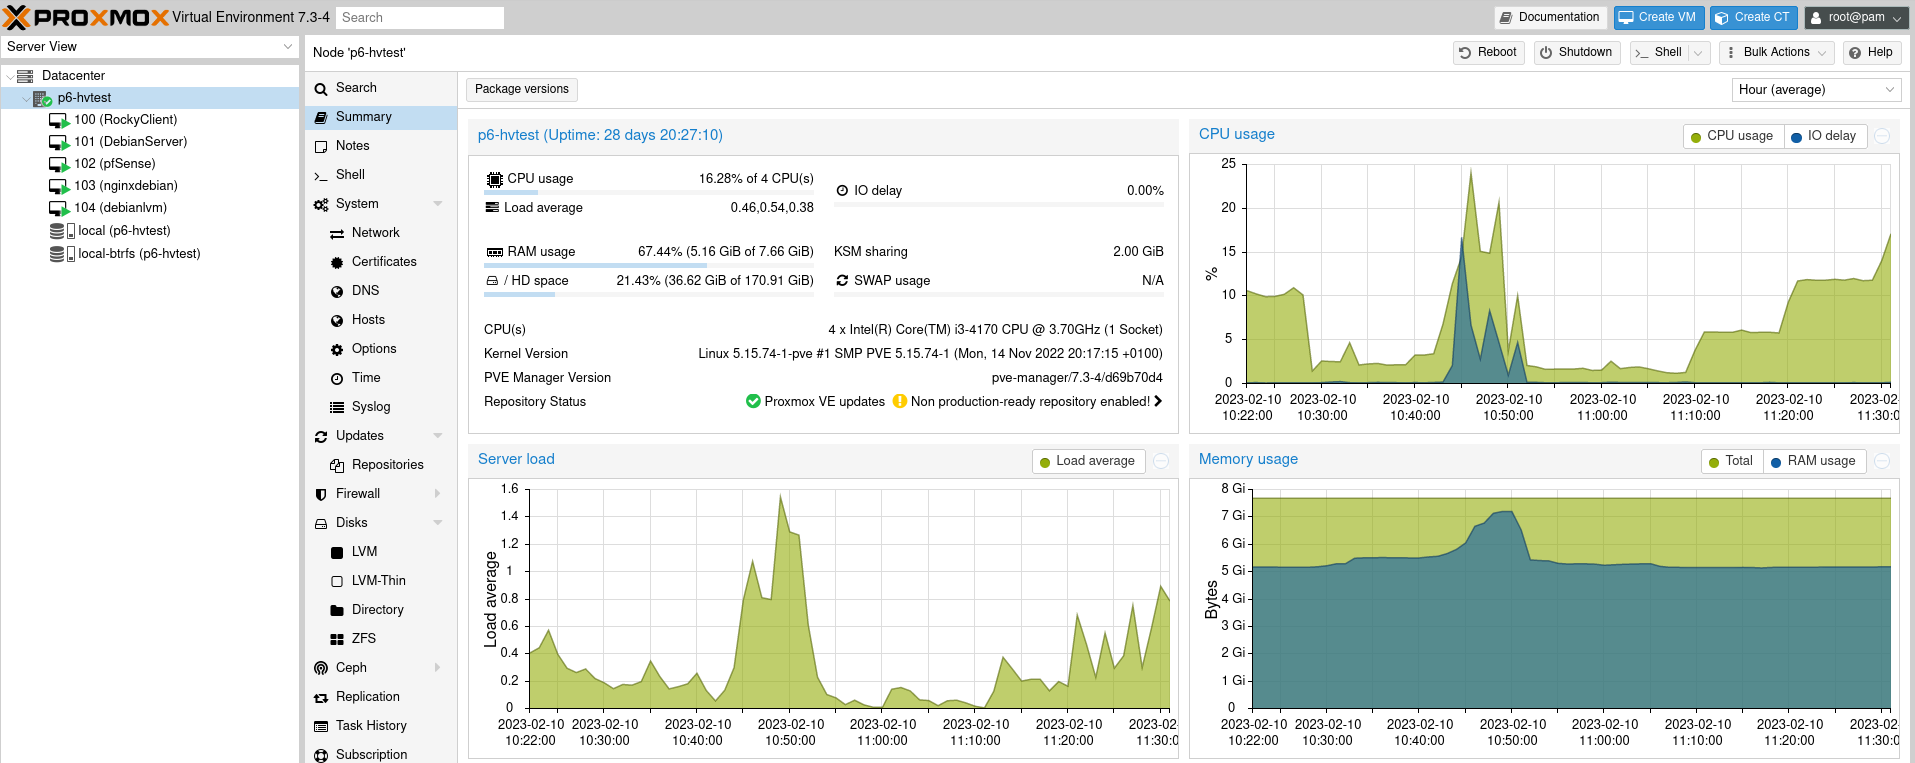 PROXMOX Virtual Environment 7.3-4 Search Documentation Create VM Create CT root@pam
Server View
Node 'p6-hvtest' Reboot Shutdown >_ Shell Bulk Actions Help
Datacenter
p6-hvtest
100 (RockyClient)
101 (DebianServer)
102 (pfSense)
103 (nginxdebian)
104 (debianlvm)
local (p6-hvtest)
local-btrfs (p6-hvtest)
Search
Summary
Notes
Shell
System
Network
Certificates
DNS
Hosts
Options
Time
Syslog
Updates
Repositories
Firewall
Disks
LVM
LVM-Thin
Directory
ZFS
Ceph
Replication
Task History
Subscription
Package versions Hour (average)
p6-hvtest (Uptime: 28 days 20:27:10)
CPU usage 16.28% of 4 CPU(s)
IO delay 0.00%
Load average 0.46,0.54,0.38
RAM usage 67.44% (5.16 GiB of 7.66 GiB)
KSM sharing 2.00 GiB
/ HD space 21.43% (36.62 GiB of 170.91 GiB)
SWAP usage N/A
CPU(s) 4 x Intel(R) Core(TM) i3-4170 CPU @ 3.70GHz (1 Socket)
Kernel Version Linux 5.15.74-1-pve #1 SMP PVE 5.15.74-1 (Mon, 14 Nov 2022 20:17:15 +0100)
PVE Manager Version pve-manager/7.3-4/d69b70d4
Repository Status Proxmox VE updates Non production-ready repository enabled!
CPU usage CPU usage IO delay
25
20
15
%
10
5
0
2023-02-10 2023-02-10 2023-02-10 2023-02-10 2023-02-10 2023-02-10 2023-02-10 2023-02-
10:22:00 10:30:00 10:40:00 10:50:00 11:00:00 11:10:00 11:20:00 11:30:0
Server load Load average
1.6
1.4
1.2
1
0.8
0.6
0.4
0.2
0
Load average
2023-02-10 2023-02-10 2023-02-10 2023-02-10 2023-02-10 2023-02-10 2023-02-10 2023-02-
10:22:00 10:30:00 10:40:00 10:50:00 11:00:00 11:10:00 11:20:00 11:30:0
Memory usage Total RAM usage
8 Gi
7 Gi
6 Gi
5 Gi
4 Gi
3 Gi
2 Gi
1 Gi
0
Bytes
2023-02-10 2023-02-10 2023-02-10 2023-02-10 2023-02-10 2023-02-10 2023-02-10 2023-02-
10:22:00 10:30:00 10:40:00 10:50:00 11:00:00 11:10:00 11:20:00 11:30:0